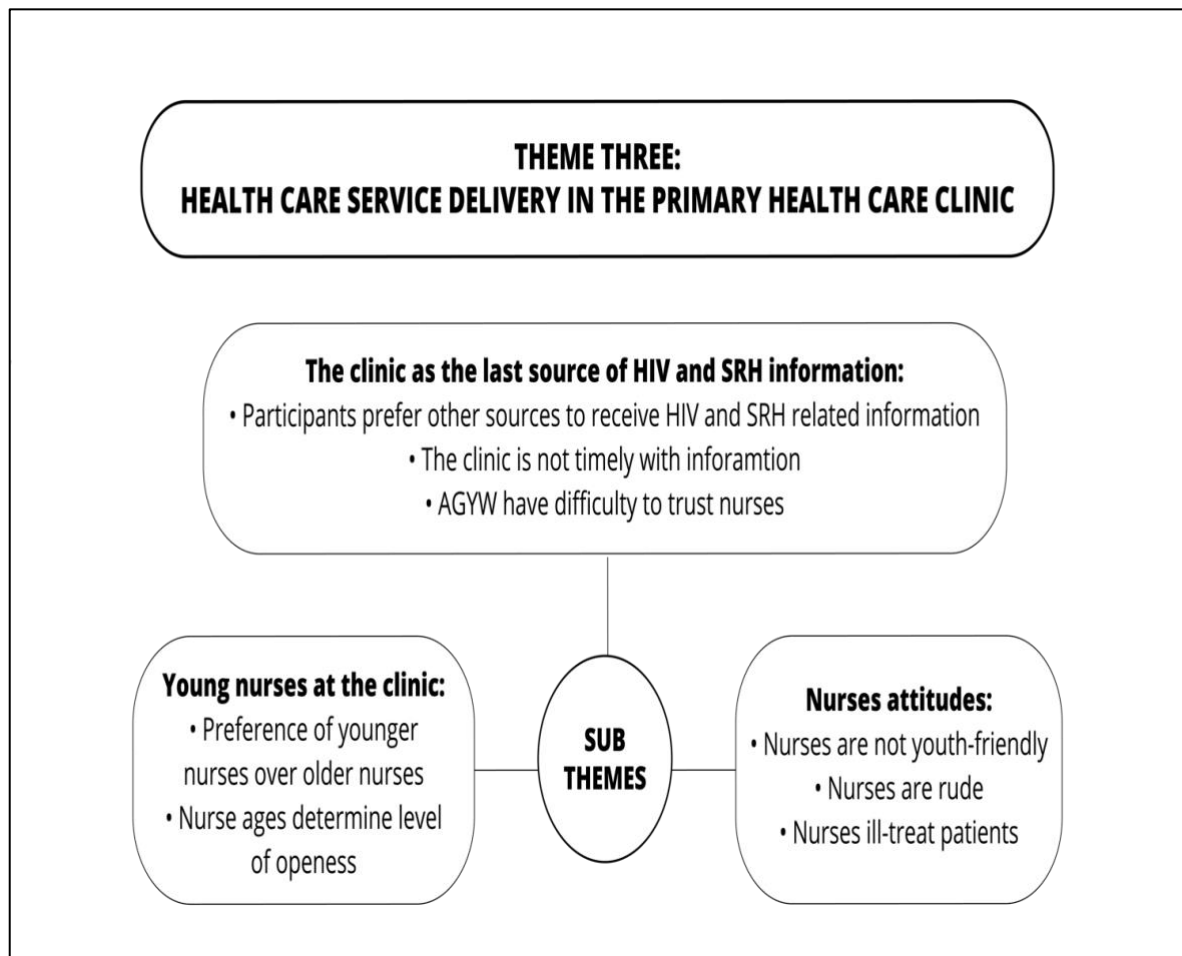 THEME THREE:
HEALTH CARE SERVICE DELIVERY IN THE PRIMARY HEALTH CARE CLINIC
The clinic as the last source of HIV and SRH information:
• Participants prefer other sources to receive HIV and SRH related information
• The clinic is not timely with inforamtion
• AGYW have difficulty to trust nurses
Young nurses at the clinic:
• Preference of younger
nurses over older nurses
• Nurse ages determine level
of openess
SUB
THEMES
Nurses attitudes:
• Nurses are not youth-friendly
• Nurses are rude
• Nurses ill-treat patients